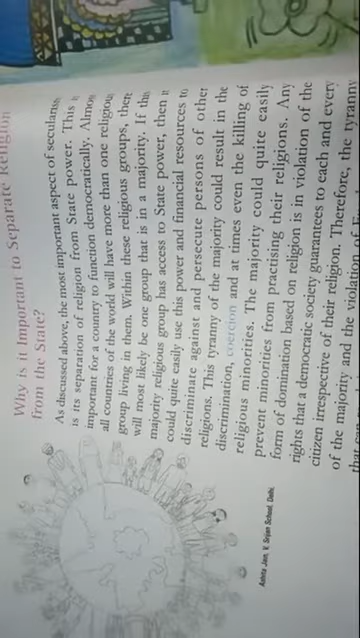 Why is it Important to Separate Religion
from the State?
As discussed above, the most important aspect of secularism
is its separation of religion from State power. This is
important for a country to function democratically. Almost
all countries of the world will have more than one religious
group living in them. Within these religious groups, there
will most likely be one group that is in a majority. If this
majority religious group has access to State power, then it
could quite easily use this power and financial resources to
discriminate against and persecute persons of other
religions. This tyranny of the majority could result in the
discrimination, coercion and at times even the killing of
religious minorities. The majority could quite easily
prevent minorities from practising their religions. Any
form of domination based on religion is in violation of the
rights that a democratic society guarantees to each and every
citizen irrespective of their religion. Therefore, the tyranny
of the majority and the violation of
that can
Ashita Jain, V, Srijan School, Delhi.